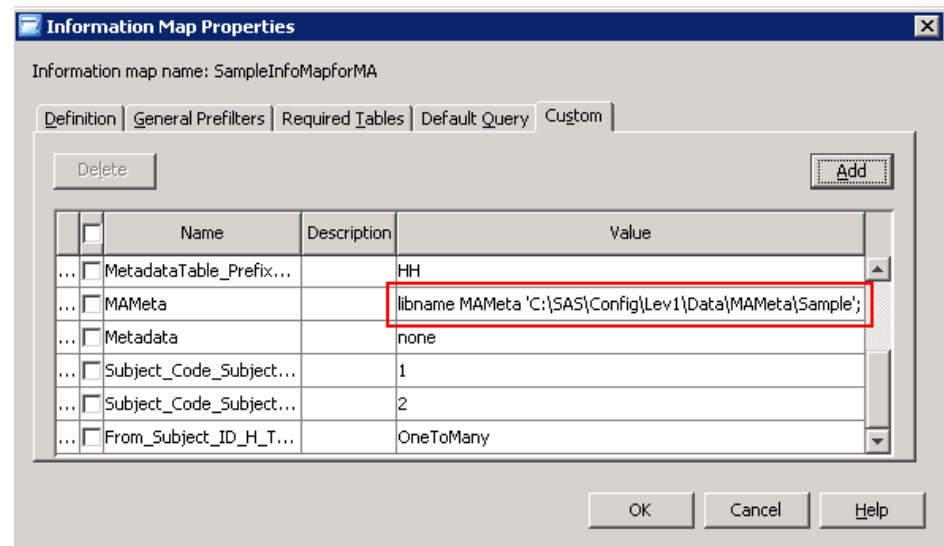 Information Map Properties
Information map name: SampleInfoMapforMA
Definition General Prefilters Required Tables Default Query Custom
Delete Add
Name Description Value
... MetadataTable_Prefix... HH
... MAMeta libname MAMeta 'C:\SAS\Config\Lev1\Data\MAMeta\Sample';
... Metadata none
... Subject_Code_Subject... 1
... Subject_Code_Subject... 2
... From_Subject_ID_H_T... OneToMany
OK Cancel Help